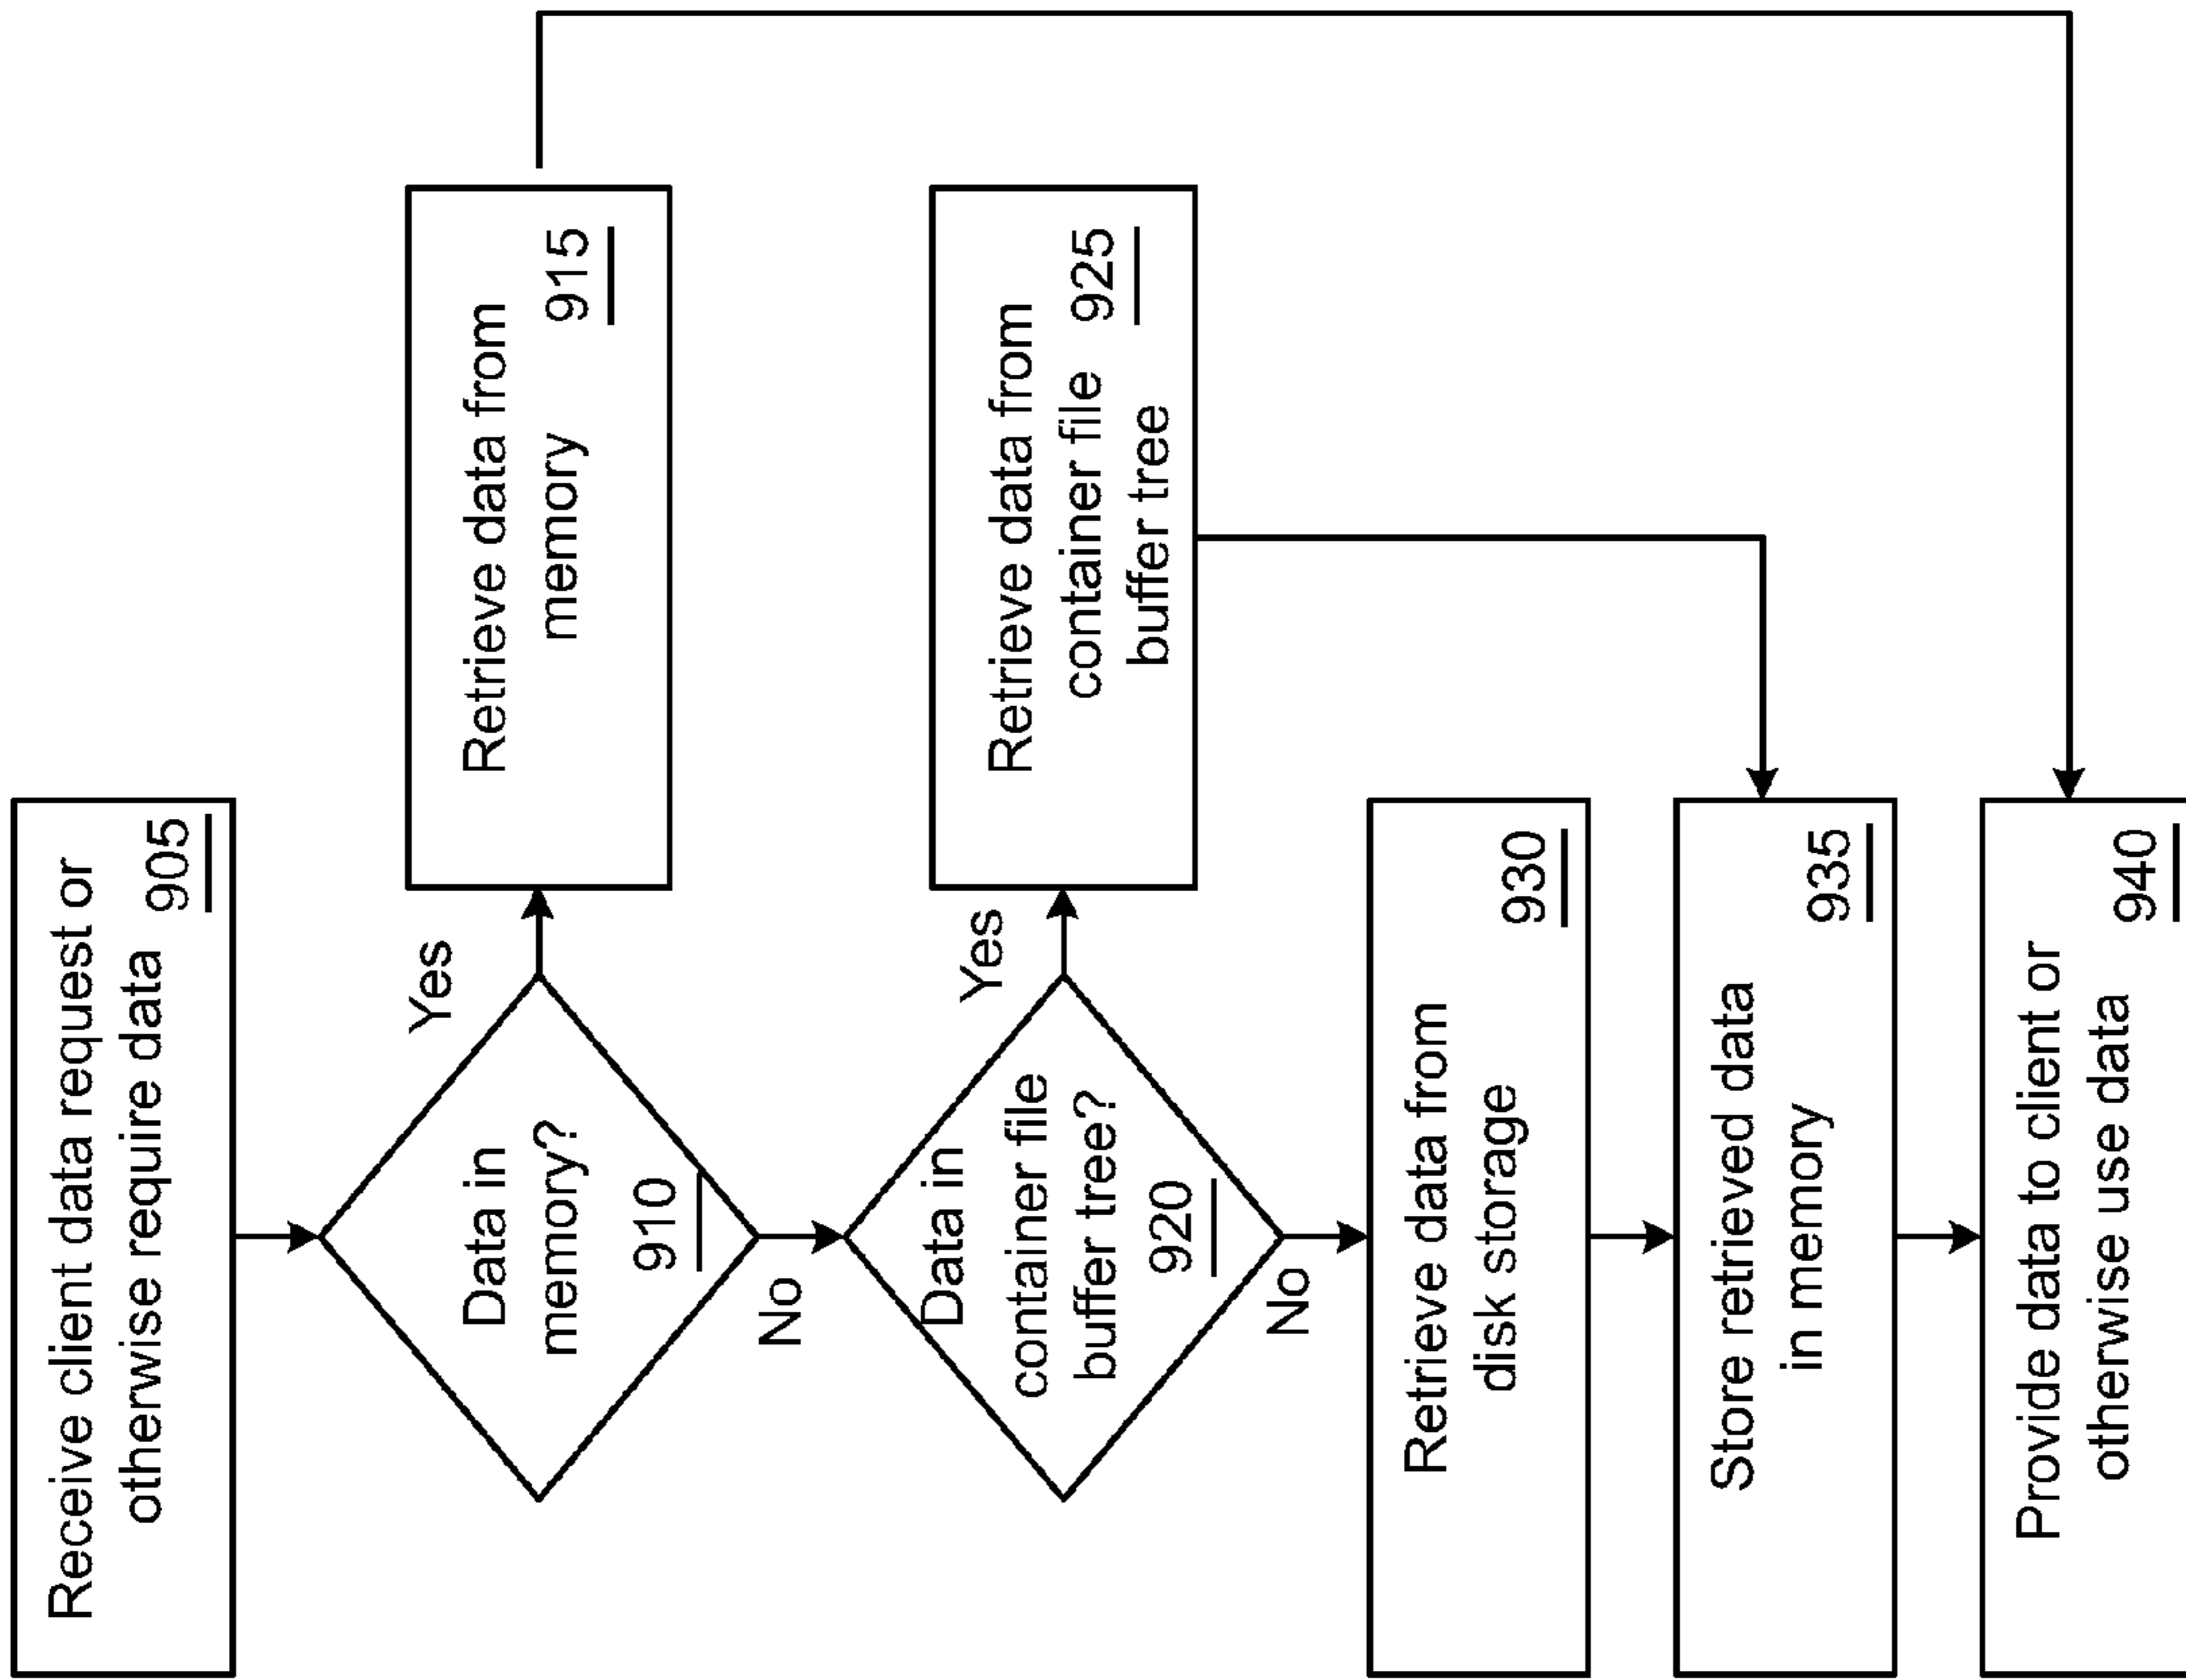 Receive client data request or
otherwise require data 905
Data in
memory?
910
Yes
Retrieve data from
memory 915
No
Data in
container file
buffer tree?
920
Yes
Retrieve data from
container file 925
buffer tree
No
Retrieve data from
disk storage 930
Store retrieved data
in memory 935
Provide data to client or
otherwise use data 940